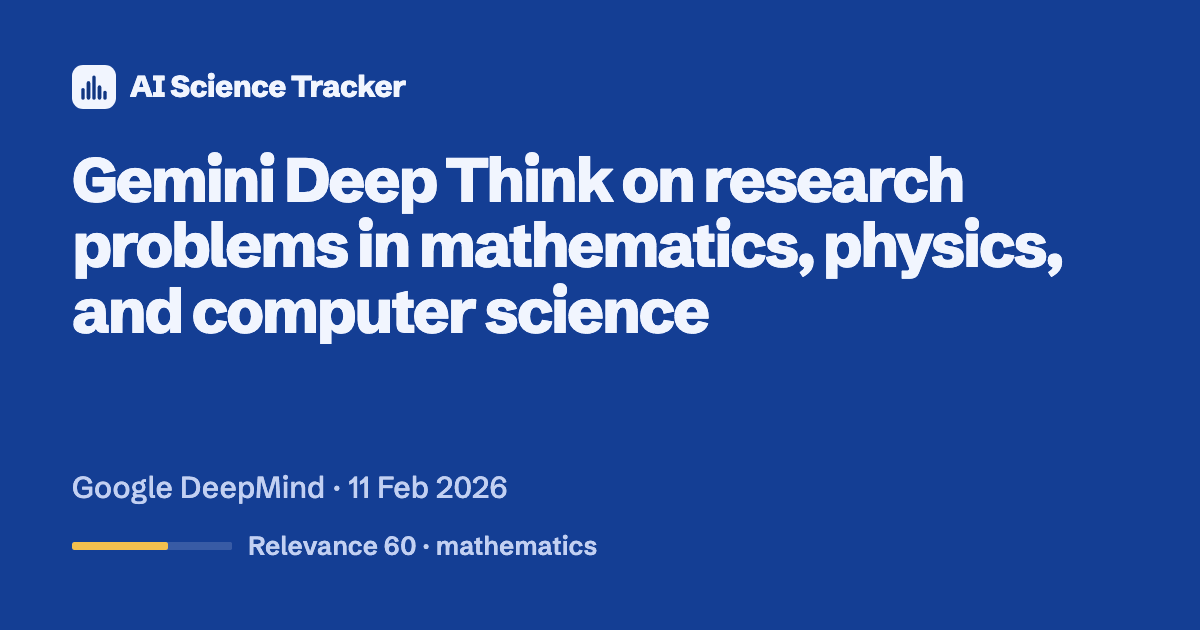 AI Science Tracker
Gemini Deep Think on research
problems in mathematics, physics,
and computer science
Google DeepMind · 11 Feb 2026
Relevance 60 · mathematics